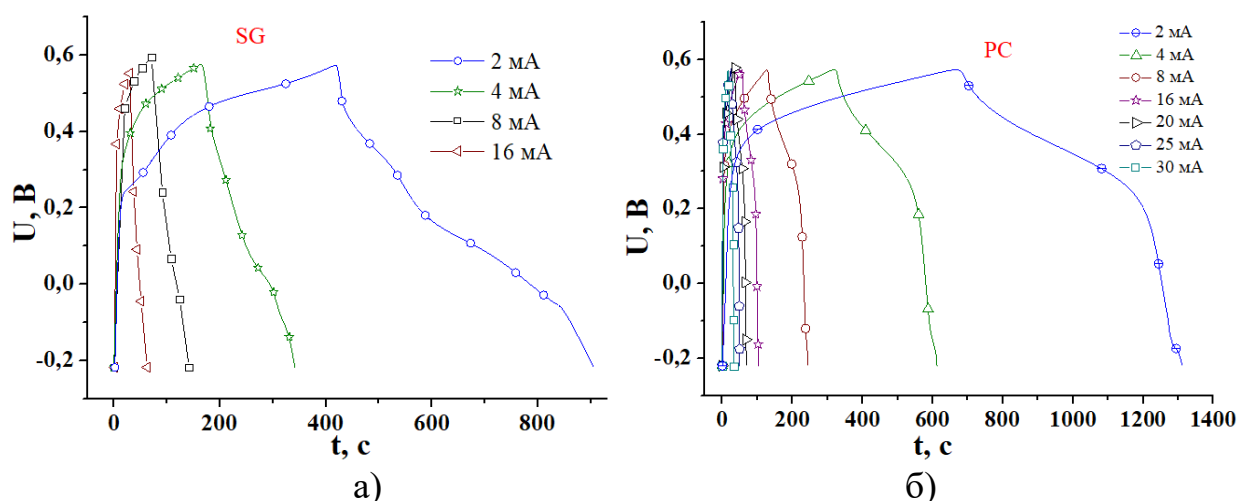 SG
2 мА
4 мА
8 мА
16 мА
U, В
0,6
0,4
0,2
0,0
-0,2
0 200 400 600 800
t, с
а)
PC
2 мА
4 мА
8 мА
16 мА
20 мА
25 мА
30 мА
U, В
0,6
0,4
0,2
0,0
-0,2
0 200 400 600 800 1000 1200 1400
t, с
б)